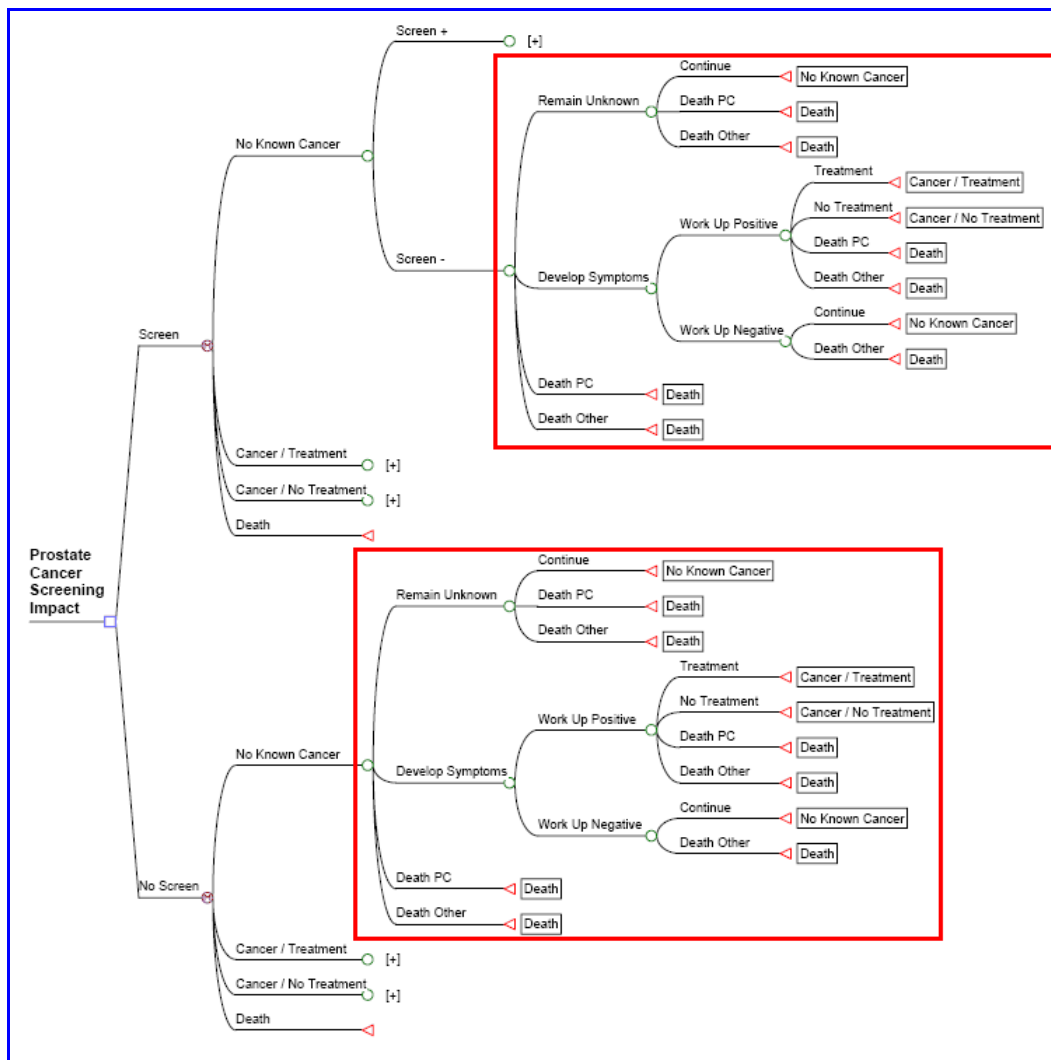 Screen +
[+]
Continue
No Known Cancer
Remain Unknown
Death PC
Death
Death Other
Death
No Known Cancer
Treatment
Cancer / Treatment
No Treatment
Cancer / No Treatment
Work Up Positive
Death PC
Death
Screen -
Develop Symptoms
Death Other
Death
Continue
No Known Cancer
Work Up Negative
Death Other
Death
Screen
Death PC
Death
Death Other
Death
Cancer / Treatment
[+]
Cancer / No Treatment
[+]
Death
Prostate
Cancer
Screening
Impact
Continue
No Known Cancer
Remain Unknown
Death PC
Death
Death Other
Death
Treatment
Cancer / Treatment
No Treatment
Cancer / No Treatment
Work Up Positive
Death PC
Death
No Known Cancer
Develop Symptoms
Death Other
Death
Continue
No Known Cancer
Work Up Negative
Death Other
Death
No Screen
Death PC
Death
Death Other
Death
Cancer / Treatment
[+]
Cancer / No Treatment
[+]
Death